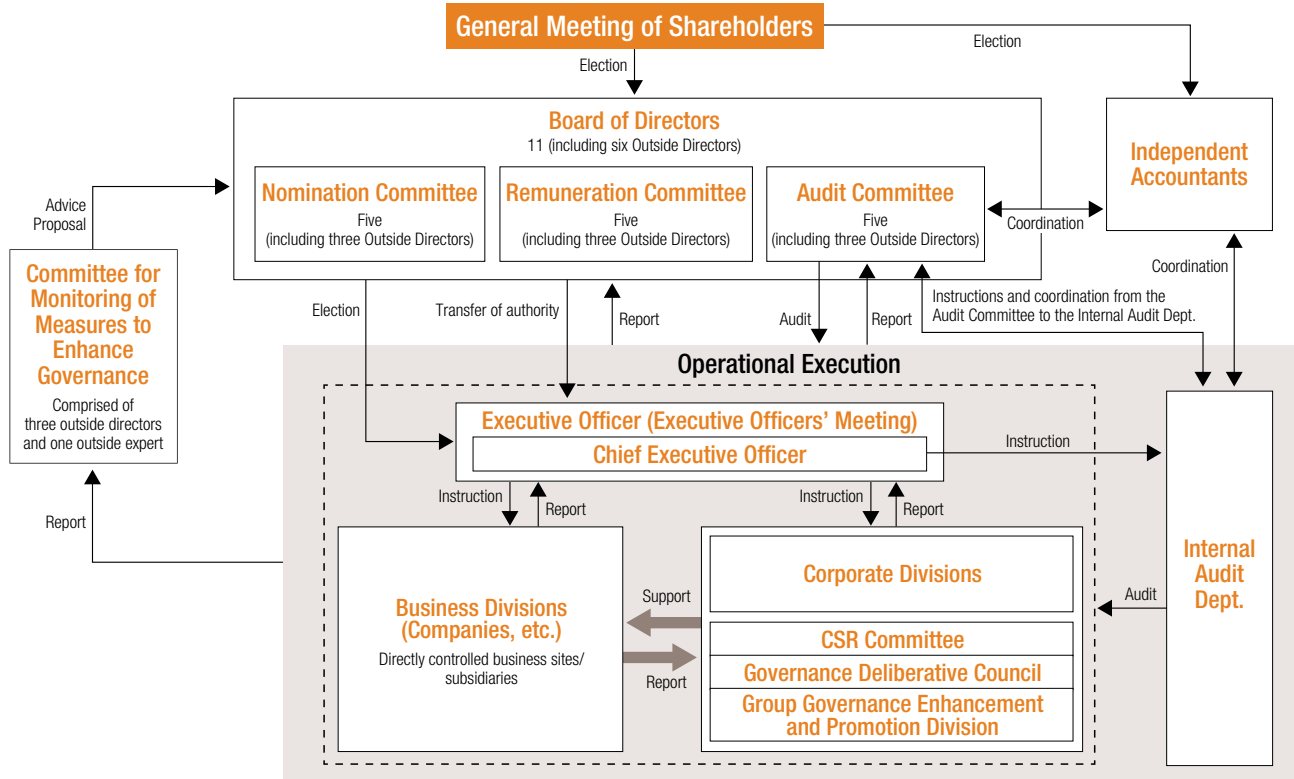 General Meeting of Shareholders
Election
Election
Board of Directors
11 (including six Outside Directors)
Nomination Committee
Five
(including three Outside Directors)
Remuneration Committee
Five
(including three Outside Directors)
Audit Committee
Five
(including three Outside Directors)
Coordination
Independent
Accountants
Coordination
Advice
Proposal
Committee for
Monitoring of
Measures to
Enhance
Governance
Comprised of
three outside directors
and one outside expert
Report
Election
Transfer of authority
Report
Audit
Report
Instructions and coordination from the
Audit Committee to the Internal Audit Dept.
Operational Execution
Executive Officer (Executive Officers’ Meeting)
Chief Executive Officer
Instruction
Instruction
Report
Instruction
Report
Business Divisions
(Companies, etc.)
Directly controlled business sites/
subsidiaries
Support
Report
Corporate Divisions
CSR Committee
Governance Deliberative Council
Group Governance Enhancement
and Promotion Division
Audit
Internal
Audit
Dept.